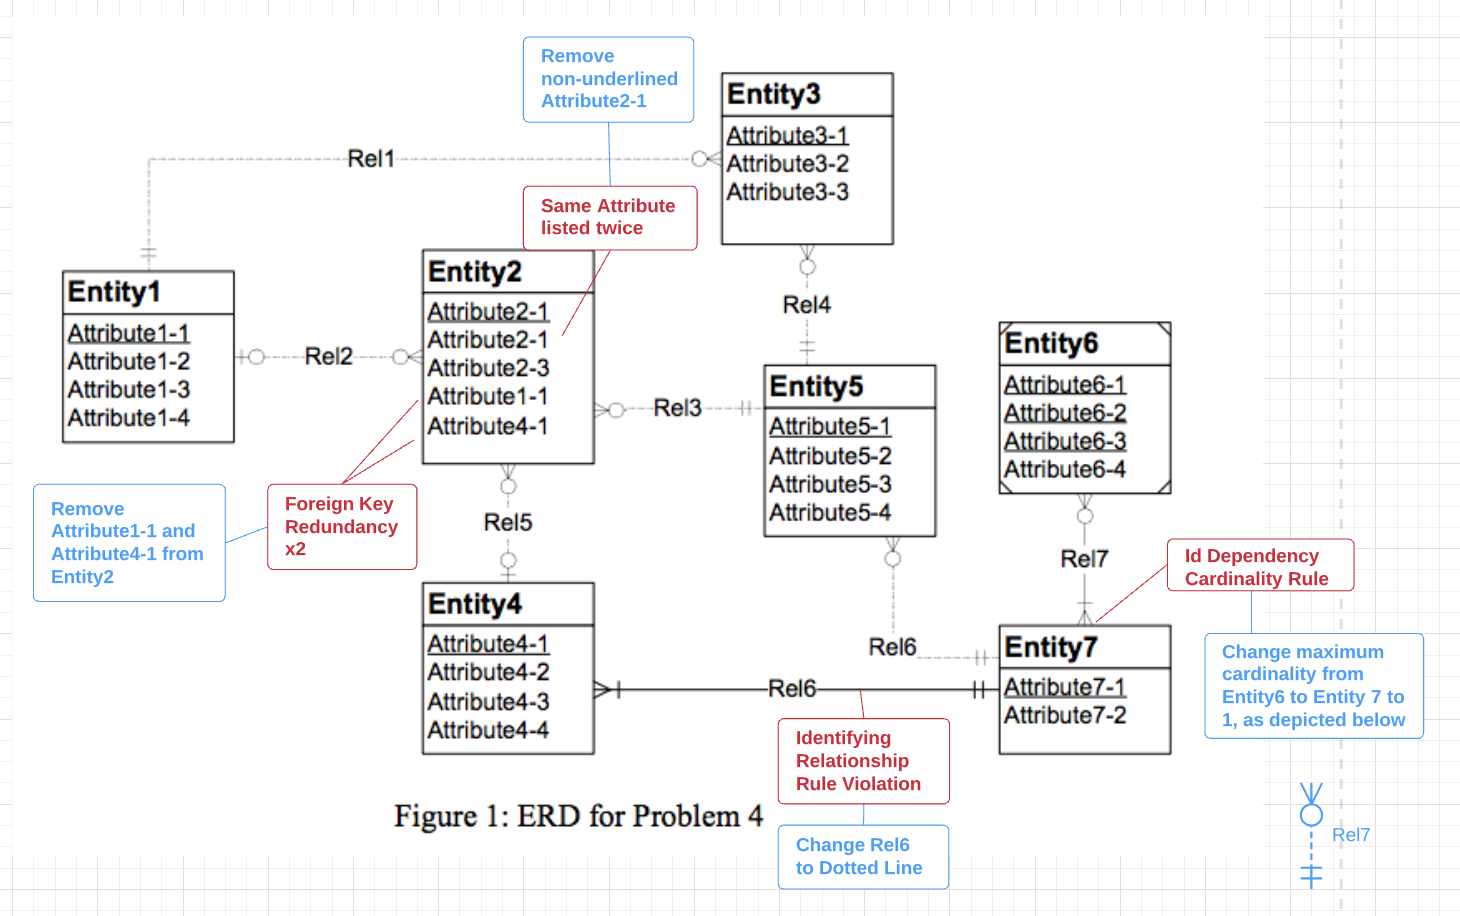 Remove
non-underlined
Attribute2-1
Entity3
Attribute3-1
Attribute3-2
Attribute3-3
Rel1
Same Attribute
listed twice
Entity1
Attribute1-1
Attribute1-2
Attribute1-3
Attribute1-4
Rel2
Entity2
Attribute2-1
Attribute2-1
Attribute2-3
Attribute1-1
Attribute4-1
Rel4
Rel3
Entity5
Attribute5-1
Attribute5-2
Attribute5-3
Attribute5-4
Entity6
Attribute6-1
Attribute6-2
Attribute6-3
Attribute6-4
Remove
Attribute1-1 and
Attribute4-1 from
Entity2
Foreign Key
Redundancy
x2
Rel5
Rel7
Id Dependency
Cardinality Rule
Entity4
Attribute4-1
Attribute4-2
Attribute4-3
Attribute4-4
Rel6
Rel6
Entity7
Attribute7-1
Attribute7-2
Change maximum
cardinality from
Entity6 to Entity 7 to
1, as depicted below
Identifying
Relationship
Rule Violation
Figure 1: ERD for Problem 4
Change Rel6
to Dotted Line
Rel7